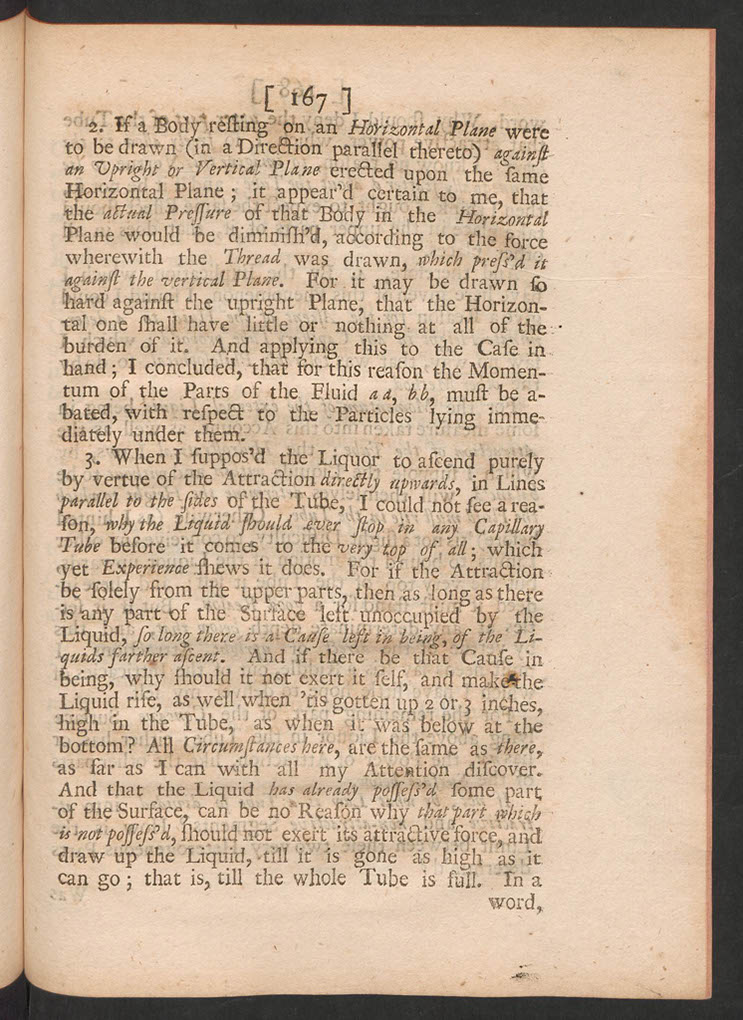 [ 167 ]
2. If a Body reſting on an Horizontal Plane were
to be drawn (in a Direction parallel thereto) againſt
an Upright or Vertical Plane erected upon the ſame
Horizontal Plane ; it appear'd certain to me, that
the actual Preſſure of that Body in the Horizontal
Plane would be diminiſh'd, according to the force
wherewith the Thread was drawn, which preſs'd it
againſt the vertical Plane. For it may be drawn ſo
hard againſt the upright Plane, that the Horizon-
tal one ſhall have little or nothing at all of the
burden of it. And applying this to the Caſe in
hand ; I concluded, that for this reaſon the Momen-
tum of the Parts of the Fluid a a, b b, muſt be a-
bated, with reſpect to the Particles lying imme-
diately under them.
3. When I ſuppos'd the Liquor to aſcend purely
by vertue of the Attraction directly upwards, in Lines
parallel to the ſides of the Tube, I could not ſee a rea-
ſon, why the Liquid ſhould ever ſtop in any Capillary
Tube before it comes to the very top of all ; which
yet Experience ſhews it does. For if the Attraction
be ſolely from the upper parts, then as long as there
is any part of the Surface left unoccupied by the
Liquid, ſo long there is a Cauſe left in being, of the Li-
quids farther aſcent. And if there be that Cauſe in
being, why ſhould it not exert it ſelf, and make the
Liquid riſe, as well when 'tis gotten up 2 or 3 inches,
high in the Tube, as when it was below at the
bottom? All Circumſtances here, are the ſame as there,
as far as I can with all my Attention diſcover.
And that the Liquid has already poſſeſs'd ſome part
of the Surface, can be no Reaſon why that part which
is not poſſeſs'd, ſhould not exert its attractive force, and
draw up the Liquid, till it is gone as high as it
can go ; that is, till the whole Tube is full. In a
word,